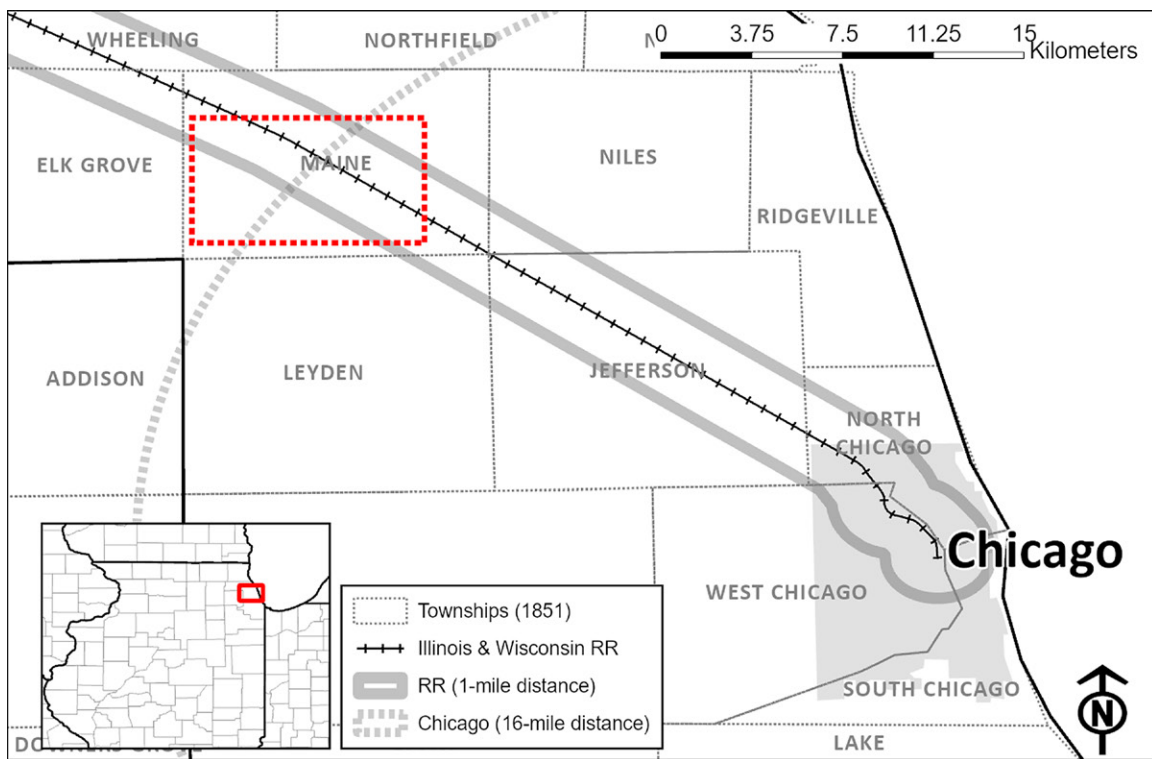 WHEELING
NORTHFIELD
N
0 3.75 7.5 11.25 15
Kilometers
ELK GROVE
MAINE
NILES
RIDGEVILLE
ADDISON
LEYDEN
JEFFERSON
NORTH
CHICAGO
Chicago
WEST CHICAGO
SOUTH CHICAGO
LAKE
DOWNERS GROVE
Townships (1851)
Illinois & Wisconsin RR
RR (1-mile distance)
Chicago (16-mile distance)
N